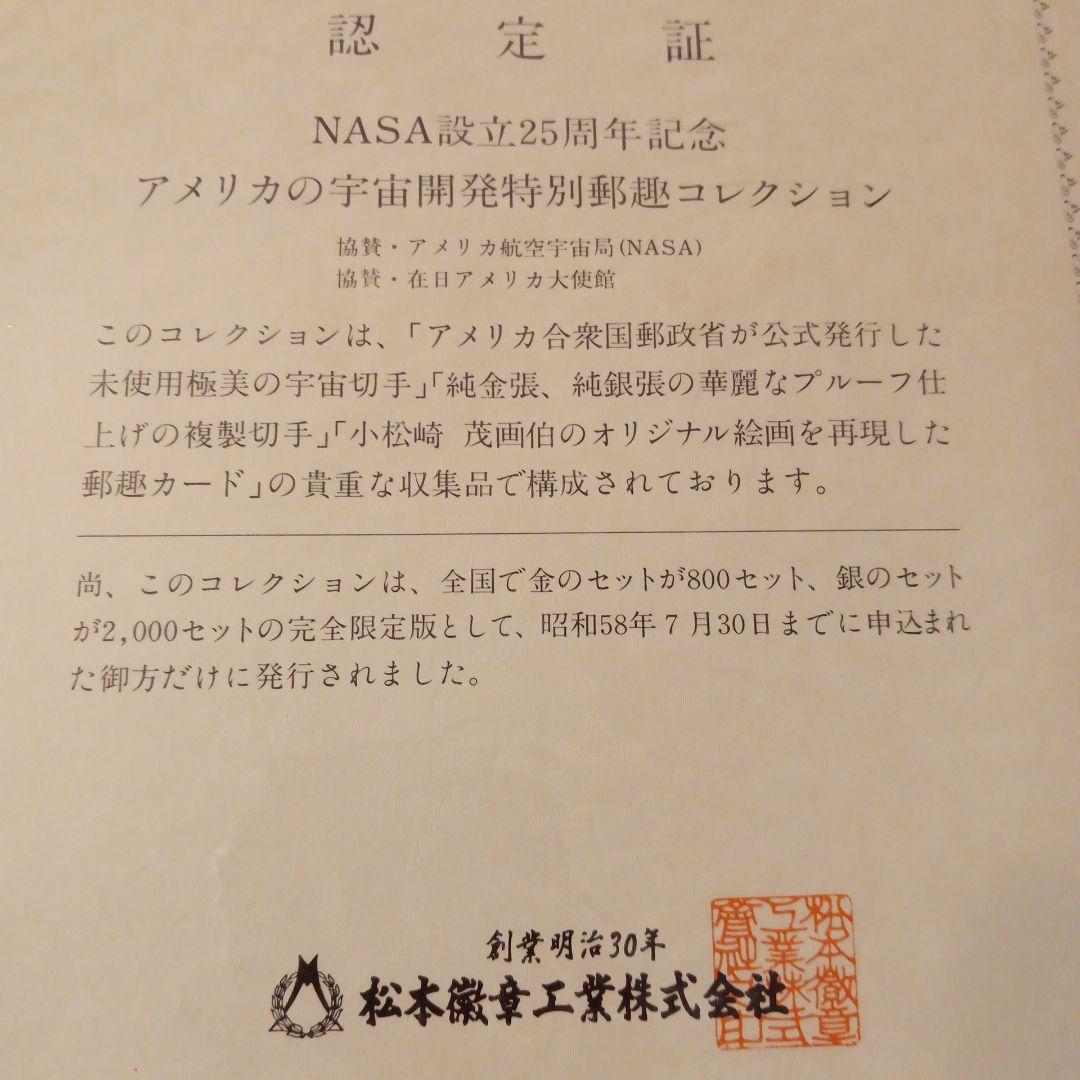 認定証
NASA設立25周年記念
アメリカの宇宙開発特別郵趣コレクション
協賛・アメリカ航空宇宙局(NASA)
協賛・在日アメリカ大使館
このコレクションは、「アメリカ合衆国郵政省が公式発行した
未使用極美の宇宙切手」「純金張、純銀張の華麗なプルーフ仕
上げの複製切手」「小松崎 茂画伯のオリジナル絵画を再現した
郵趣カード」の貴重な収集品で構成されております。
尚、このコレクションは、全国で金のセットが800セット、銀のセット
が2,000セットの完全限定版として、昭和58年7月30日までに申込まれ
た御方だけに発行されました。
創業明治30年
松本徽章工業株式会社
松本徽章
工業株式